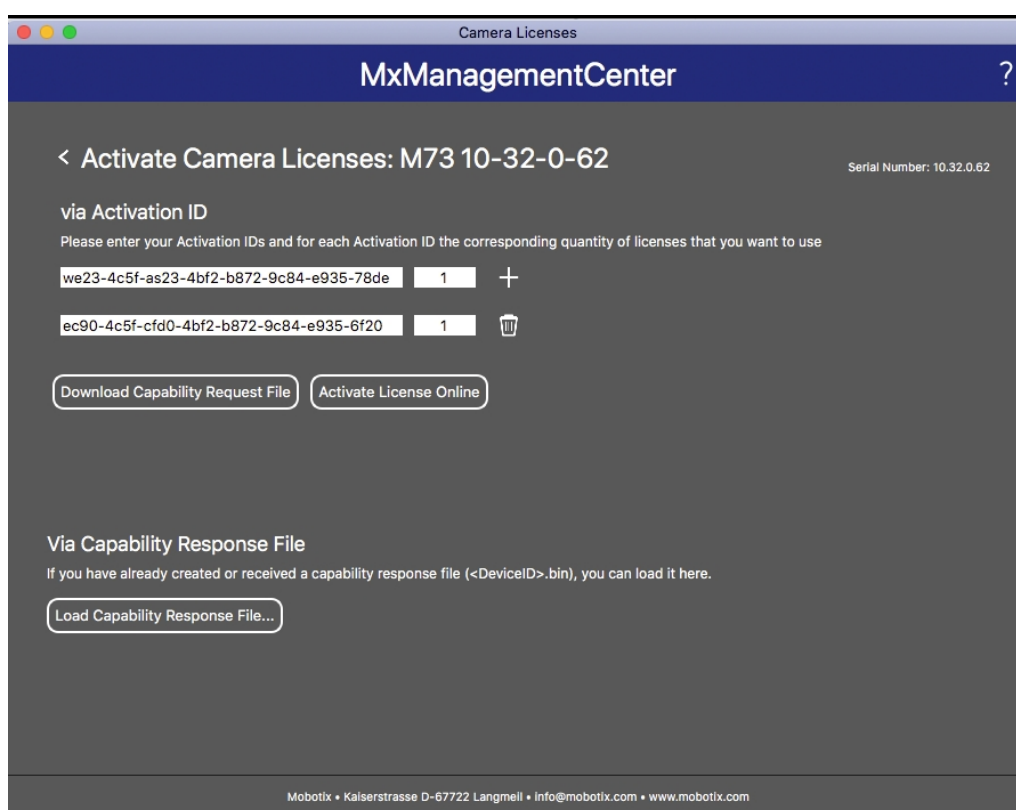 Camera Licenses
MxManagementCenter ?
< Activate Camera Licenses: M73 10-32-0-62
Serial Number: 10.32.0.62
via Activation ID
Please enter your Activation IDs and for each Activation ID the corresponding quantity of licenses that you want to use
we23-4c5f-as23-4bf2-b872-9c84-e935-78de 1
ec90-4c5f-cfd0-4bf2-b872-9c84-e935-6f20 1
Download Capability Request File Activate License Online
Via Capability Response File
If you have already created or received a capability response file (<DeviceID>.bin), you can load it here.
Load Capability Response File...
Mobotix • Kaiserstrasse D-67722 Langmeil • info@mobotix.com • www.mobotix.com